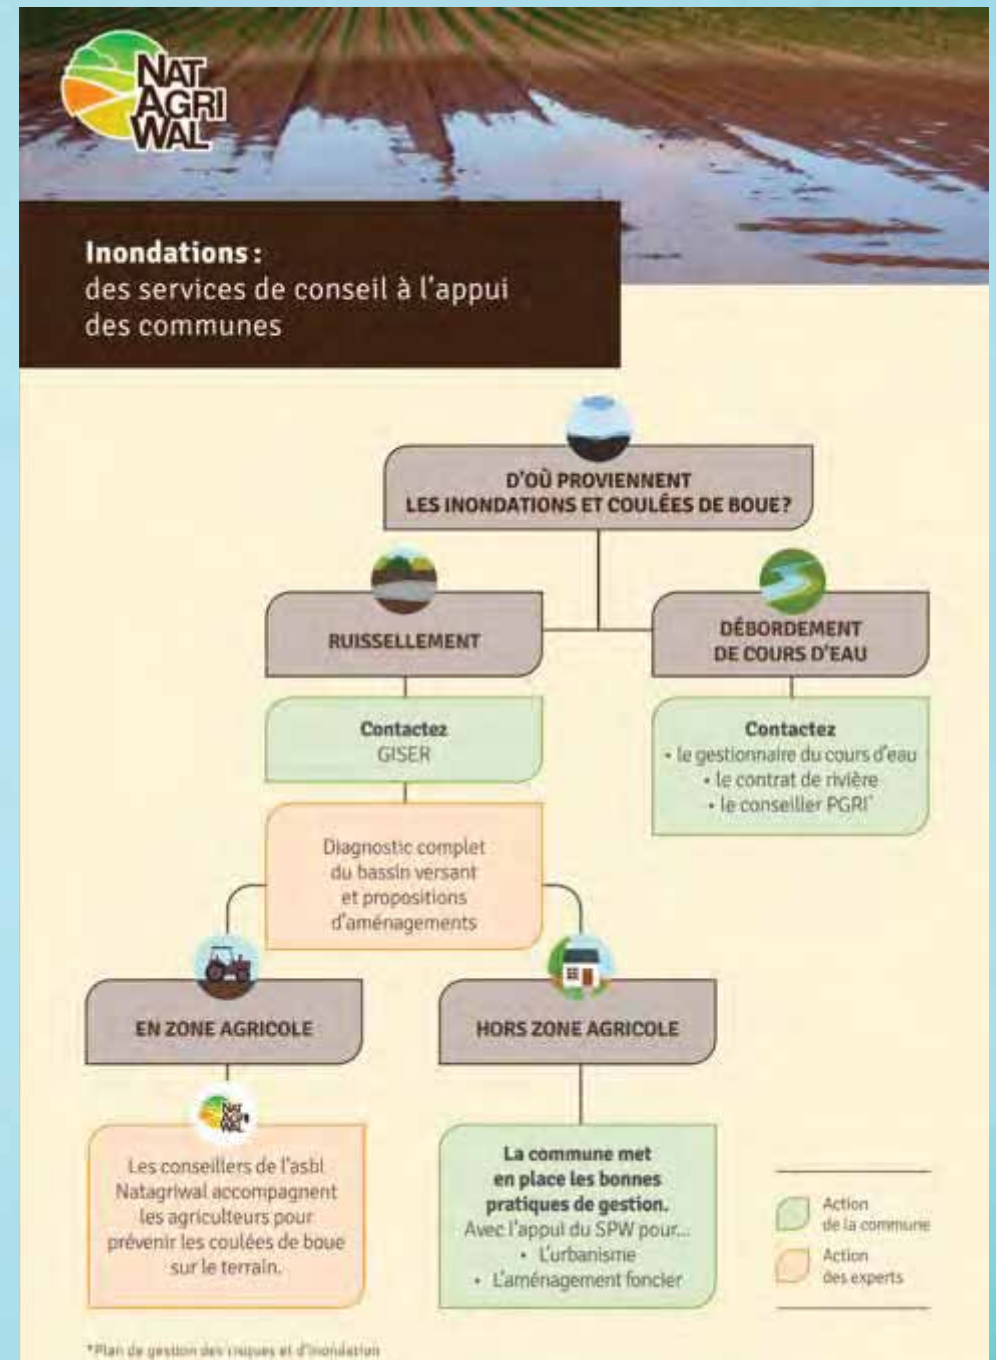 NAT
AGRI
WAL
Inondations :
des services de conseil à l'appui
des communes
D'OÙ PROVIENNENT
LES INONDATIONS ET COULÉES DE BOUE?
RUISSELLEMENT
DÉBORDEMENT
DE COURS D'EAU
Contactez
GISER
Contactez
• le gestionnaire du cours d'eau
• le contrat de rivière
• le conseiller PGRI*
Diagnostic complet
du bassin versant
et propositions
d'aménagements
EN ZONE AGRICOLE
HORS ZONE AGRICOLE
NAT
AGRI
WAL
Les conseillers de l'asbl
Natagriwal accompagnent
les agriculteurs pour
prévenir les coulées de boue
sur le terrain.
La commune met
en place les bonnes
pratiques de gestion.
Avec l'appui du SPW pour...
• L'urbanisme
• L'aménagement foncier
Action
de la commune
Action
des experts
*Plan de gestion des risques et d'inondation